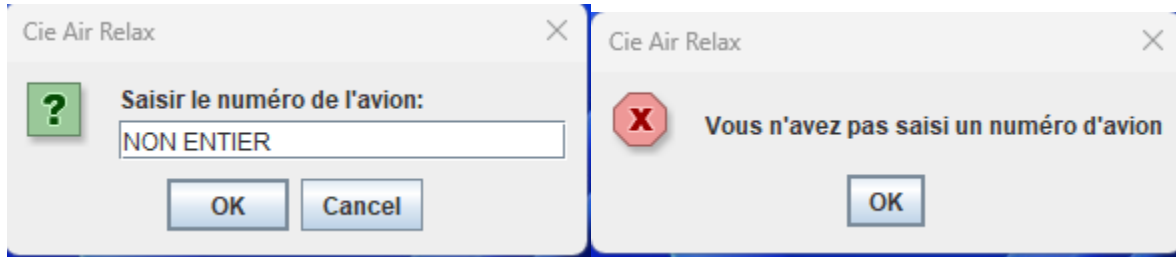 Cie Air Relax
Saisir le numéro de l'avion:
NON ENTIER
OK
Cancel
Cie Air Relax
Vous n'avez pas saisi un numéro d'avion
OK